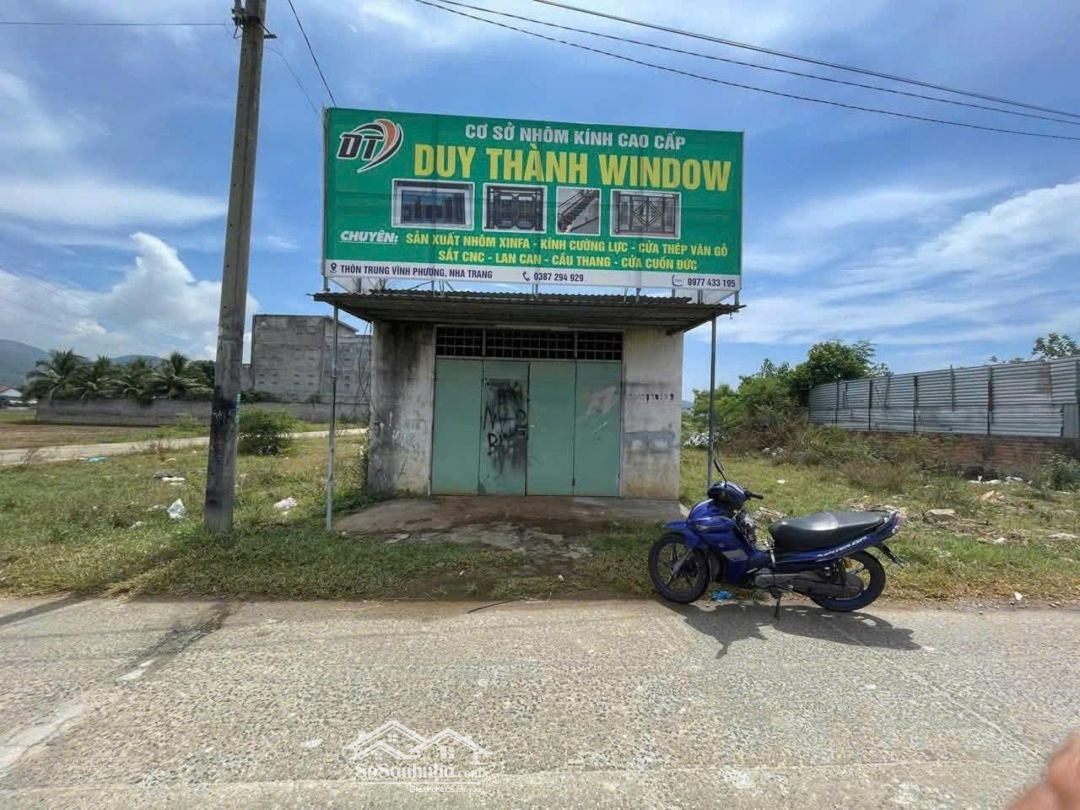 DT
CƠ SỞ NHÔM KÍNH CAO CẤP
DUY THÀNH WINDOW
CHUYÊN: SẢN XUẤT NHÔM XINFA - KÍNH CƯỜNG LỰC - CỬA THÉP VÂN GỖ
SẮT CNC - LAN CAN - CẦU THANG - CỬA CUỐN ĐỨC
THÔN TRUNG VĨNH PHƯƠNG, NHA TRANG 0387 294 929 0977 433 195